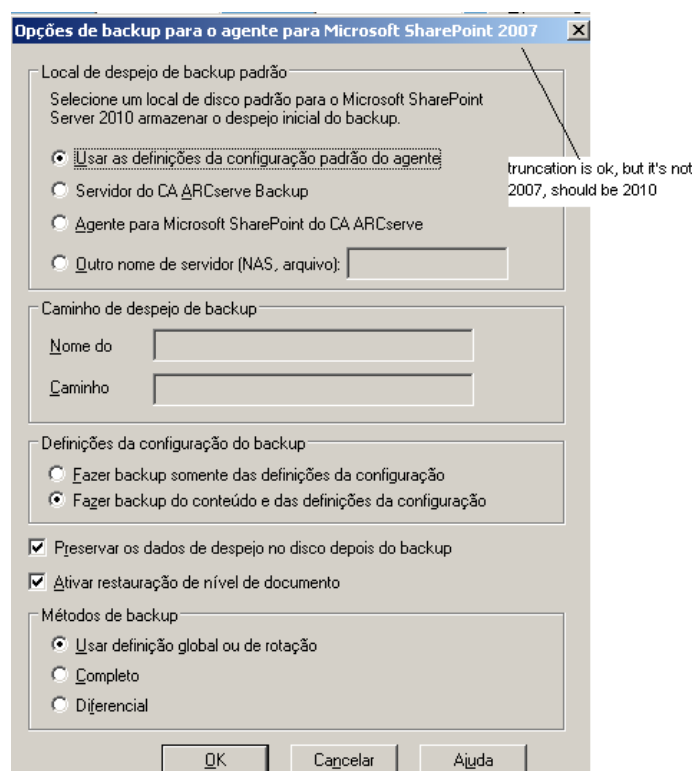 Opções de backup para o agente para Microsoft SharePoint 2007
Local de despejo de backup padrão
Selecione um local de disco padrão para o Microsoft SharePoint
Server 2010 armazenar o despejo inicial do backup.
Usar as definições da configuração padrão do agente
truncation is ok, but it's not
2007, should be 2010
Servidor do CA ARCserve Backup
Agente para Microsoft SharePoint do CA ARCserve
Outro nome de servidor (NAS, arquivo):
Caminho de despejo de backup
Nome do
Caminho
Definições da configuração do backup
Fazer backup somente das definições da configuração
Fazer backup do conteúdo e das definições da configuração
Preservar os dados de despejo no disco depois do backup
Ativar restauração de nível de documento
Métodos de backup
Usar definição global ou de rotação
Completo
Diferencial
OK Cancelar Ajuda